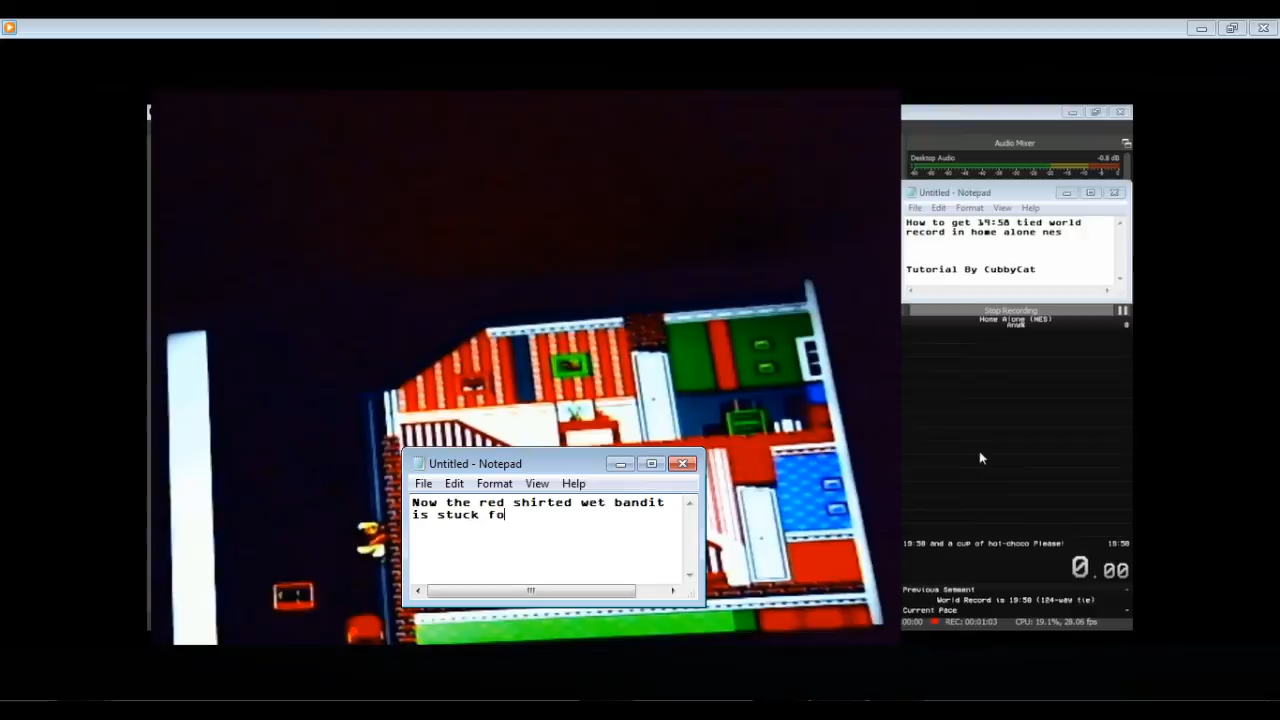 Audio Mixer
Desktop Audio
-0.8 dB
Untitled - Notepad
File Edit Format View Help
How to get 19:58 tied world
record in home alone nes
Tutorial By CubbyCat
Stop Recording
Home Alone (NES)
Any%
Untitled - Notepad
File Edit Format View Help
Now the red shirted wet bandit
is stuck fo
19:58 and a cup of hot-choco Please! 19:58
0.00
Previous Segment -
World Record is 19:58 (124-way tie)
Current Pace -
00:00 REC: 00:01:03 CPU: 19.1%, 28.06 fps